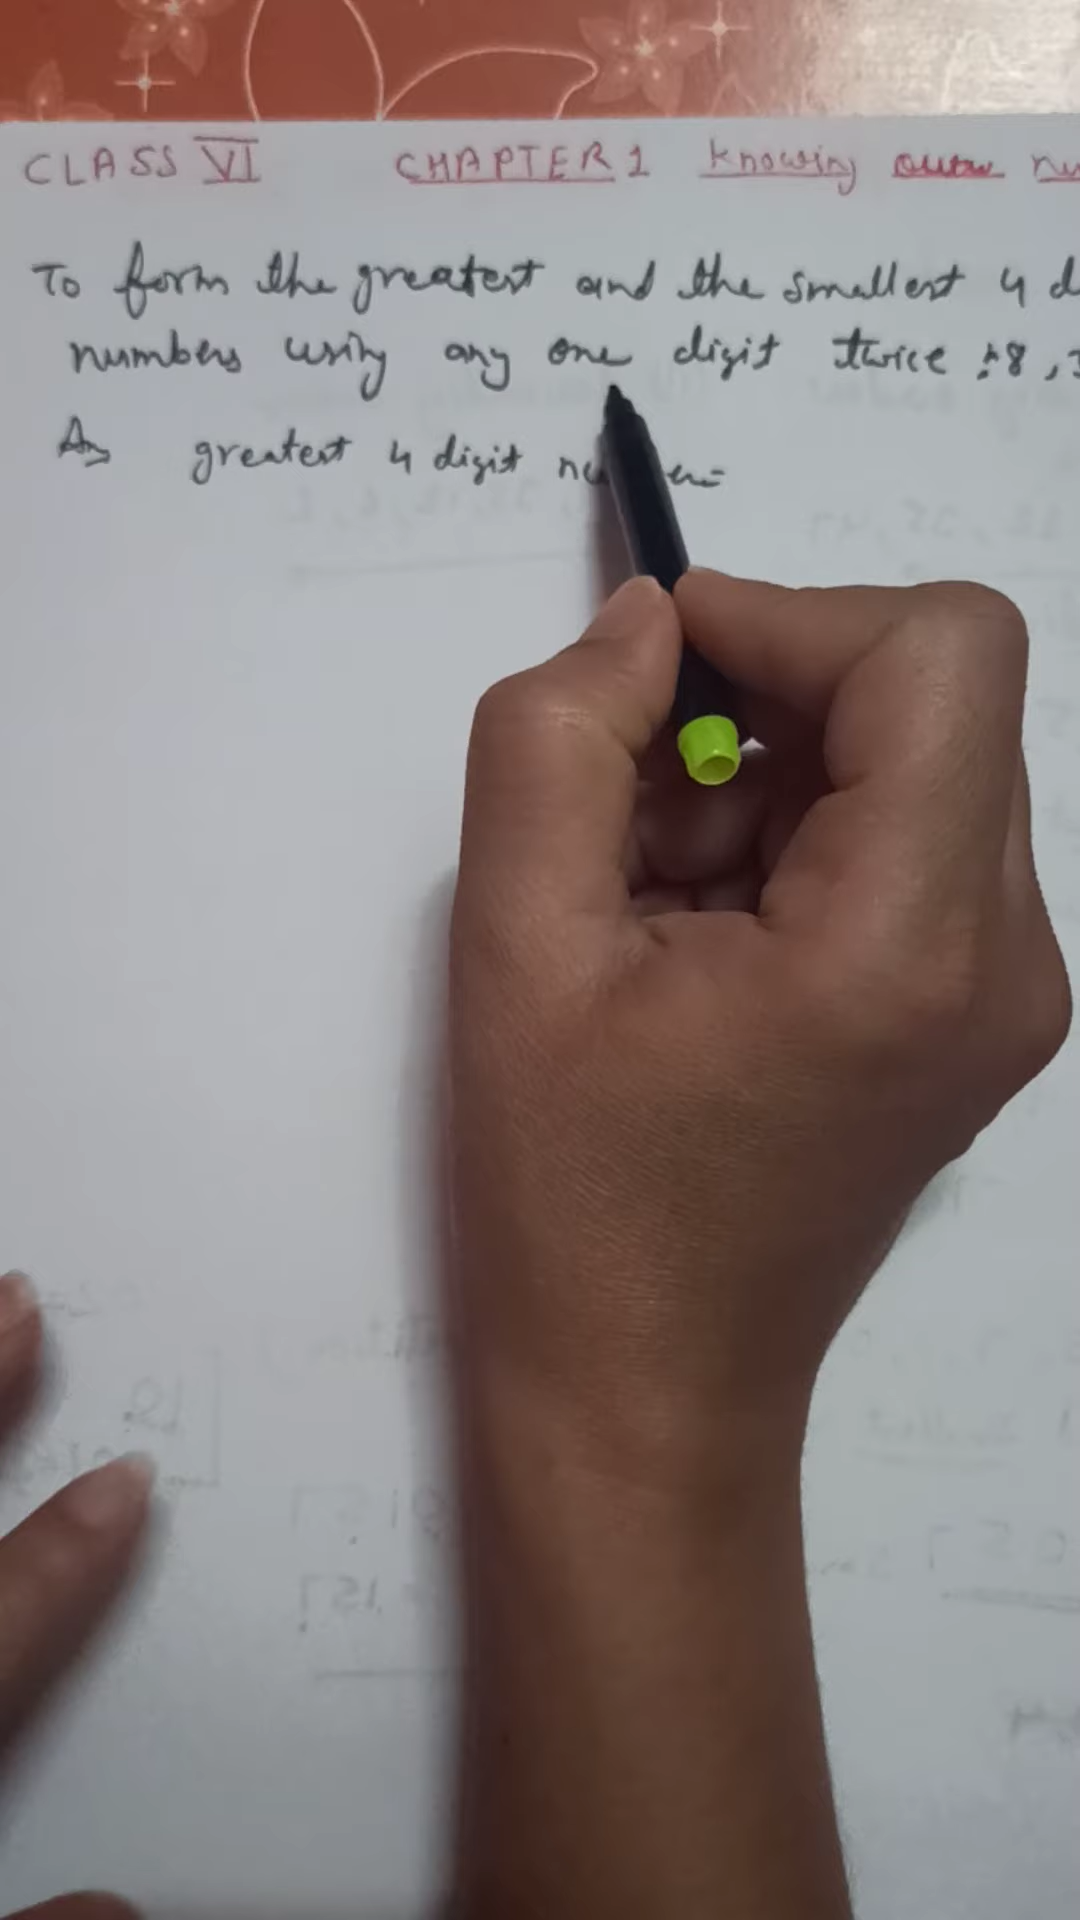 CLASS VI CHAPTER 1 Knowing our
To form the greatest and the smallest 4
numbers using any one digit twice :- 8,
Ans greatest 4 digit